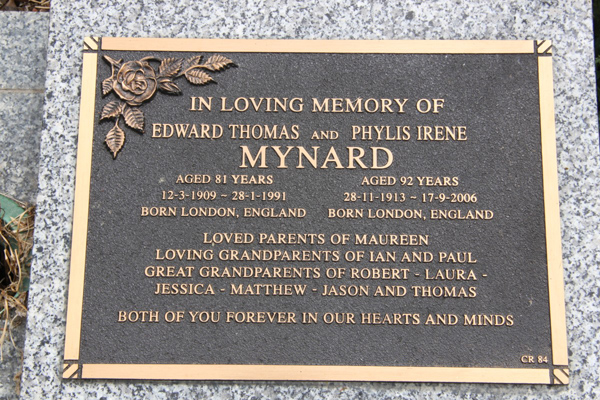 IN LOVING MEMORY OF
EDWARD THOMAS AND PHYLIS IRENE
MYNARD
AGED 81 YEARS AGED 92 YEARS
12-3-1909 ~ 28-1-1991 28-11-1913 ~ 17-9-2006
BORN LONDON, ENGLAND BORN LONDON, ENGLAND
LOVED PARENTS OF MAUREEN
LOVING GRANDPARENTS OF IAN AND PAUL
GREAT GRANDPARENTS OF ROBERT - LAURA -
JESSICA - MATTHEW - JASON AND THOMAS
BOTH OF YOU FOREVER IN OUR HEARTS AND MINDS
CR 84